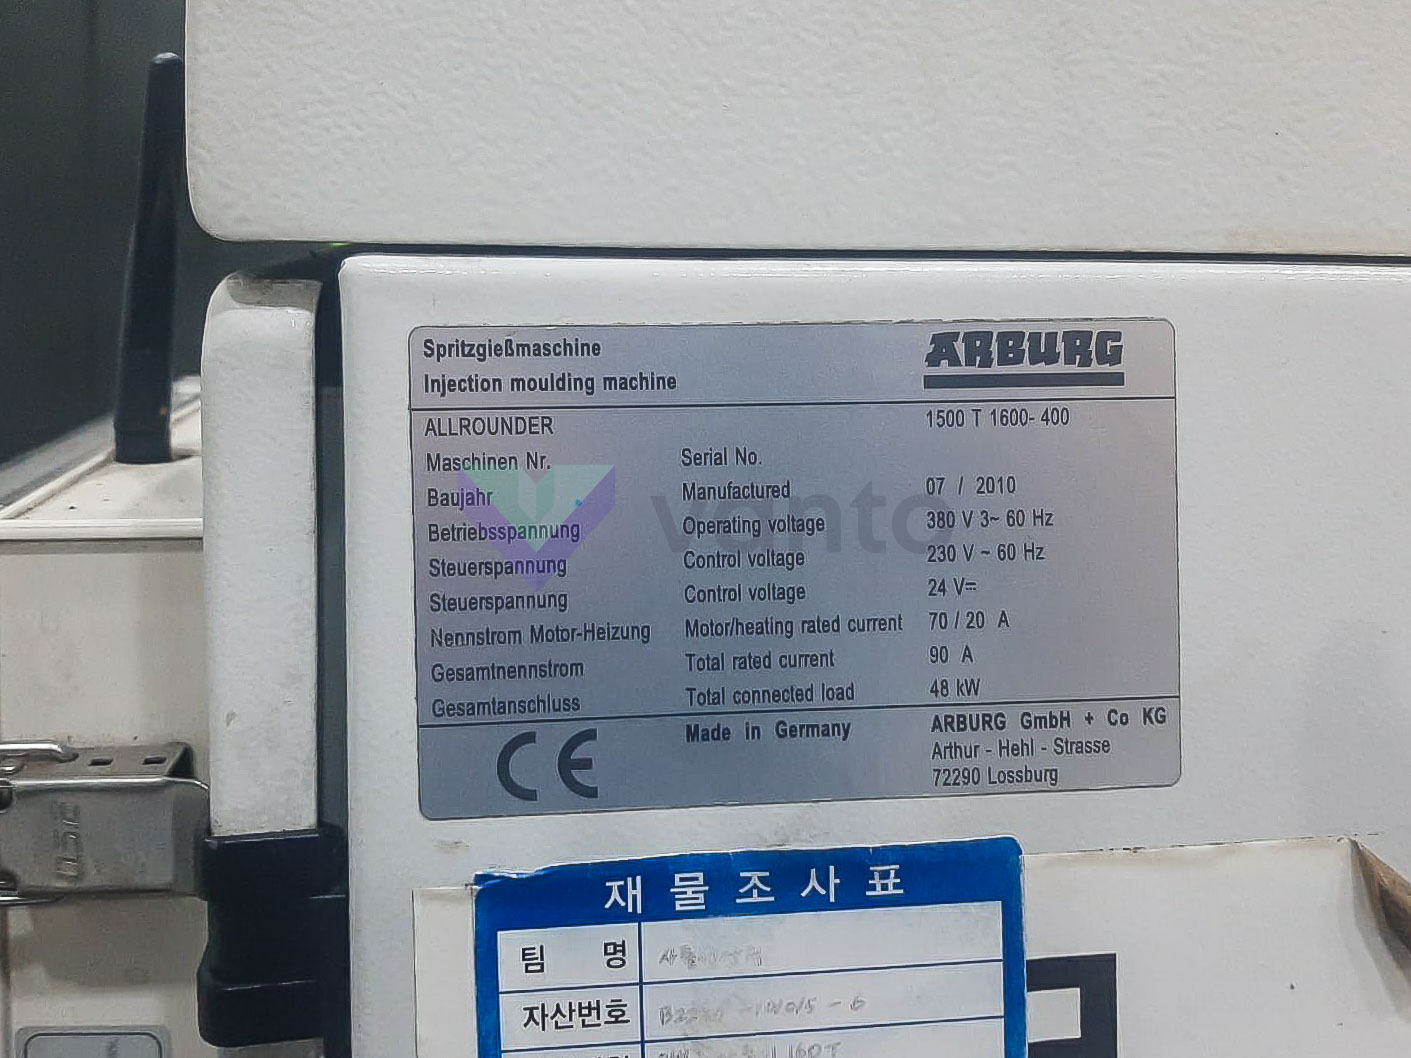 Spritzgießmaschine
Injection moulding machine
ARBURG
ALLROUNDER 1500 T 1600-400
Maschinen Nr. Serial No.
Baujahr Manufactured 07 / 2010
Betriebsspannung Operating voltage 380 V 3~ 60 Hz
Steuerspannung Control voltage 230 V ~ 60 Hz
Steuerspannung Control voltage 24 V⎓
Nennstrom Motor-Heizung Motor/heating rated current 70 / 20 A
Gesamtnennstrom Total rated current 90 A
Gesamtanschluss Total connected load 48 kW
CE
Made in Germany
ARBURG GmbH + Co KG
Arthur - Hehl - Strasse
72290 Lossburg
vanto
재물조사표
팀 명
자산번호
160T